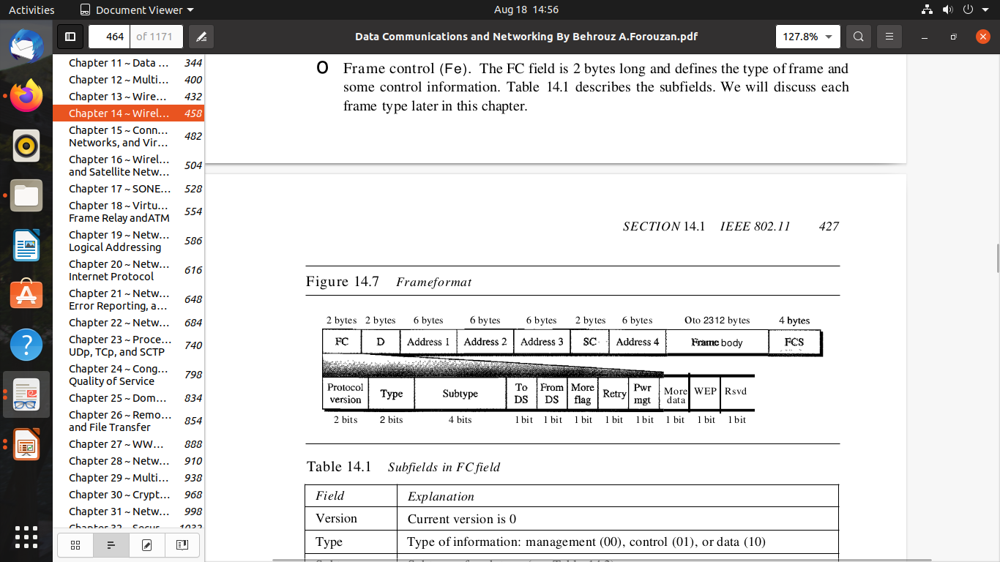 Activities
Document Viewer
Aug 18 14:56
464
of 1171
Data Communications and Networking By Behrouz A.Forouzan.pdf
127.8%
Chapter 11 ~ Data ... 344
Chapter 12 ~ Multi... 400
Chapter 13 ~ Wire... 432
Chapter 14 ~ Wirel... 458
Chapter 15 ~ Conn...
Networks, and Vir... 482
Chapter 16 ~ Wirel...
and Satellite Netw... 504
Chapter 17 ~ SONE... 528
Chapter 18 ~ Virtu...
Frame Relay andATM 554
Chapter 19 ~ Netw...
Logical Addressing 586
Chapter 20 ~ Netw...
Internet Protocol 616
Chapter 21 ~ Netw...
Error Reporting, a... 648
Chapter 22 ~ Netw... 684
Chapter 23 ~ Proce...
UDp, TCp, and SCTP 740
Chapter 24 ~ Cong...
Quality of Service 798
Chapter 25 ~ Dom... 834
Chapter 26 ~ Remo...
and File Transfer 854
Chapter 27 ~ WW... 888
Chapter 28 ~ Netw... 910
Chapter 29 ~ Multi... 938
Chapter 30 ~ Crypt... 968
Chapter 31 ~ Netw... 998
Chapter 32 ~ Secur... 1032
O Frame control (Fe). The FC field is 2 bytes long and defines the type of frame and
some control information. Table 14.1 describes the subfields. We will discuss each
frame type later in this chapter.
SECTION 14.1 IEEE 802.11 427
Figure 14.7 Frameformat
2 bytes 2 bytes 6 bytes 6 bytes 6 bytes 2 bytes 6 bytes 0to 2312 bytes 4 bytes
FC D Address 1 Address 2 Address 3 SC Address 4 Frame body FCS
Protocol version Type Subtype To DS From DS More flag Retry Pwr mgt More data WEP Rsvd
2 bits 2 bits 4 bits 1 bit 1 bit 1 bit 1 bit 1 bit 1 bit 1 bit 1 bit
Table 14.1 Subfields in FC field
Field Explanation
Version Current version is 0
Type Type of information: management (00), control (01), or data (10)